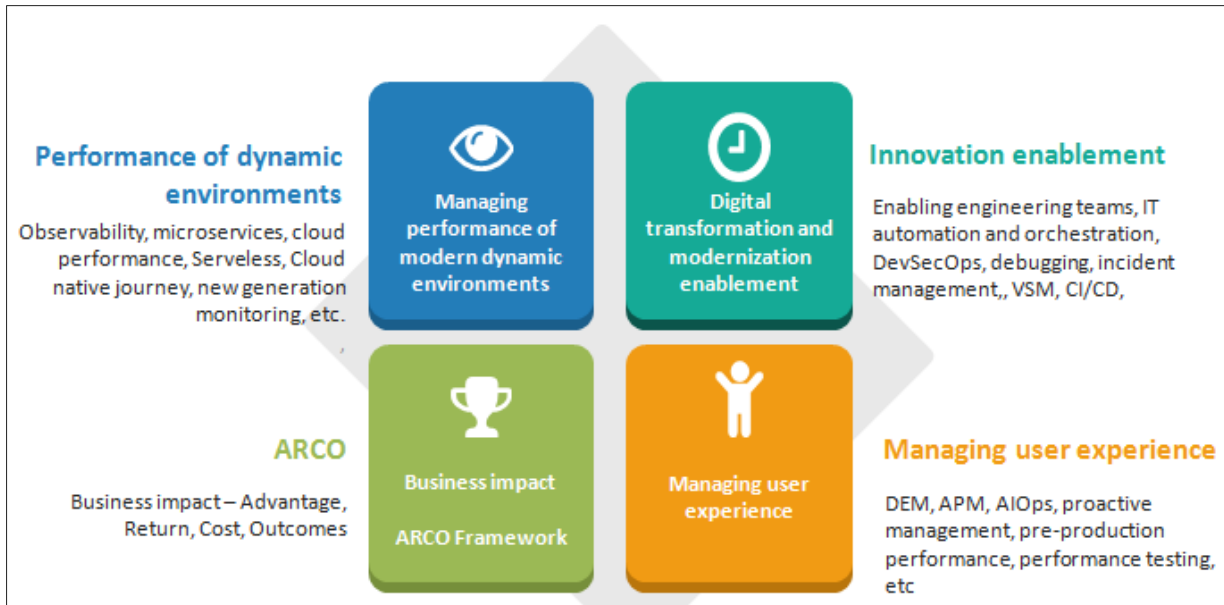 Performance of dynamic
environments
Observability, microservices, cloud
performance, Serveless, Cloud
native journey, new generation
monitoring, etc.
,
Managing
performance of
modern dynamic
environments
Digital
transformation and
modernization
enablement
Innovation enablement
Enabling engineering teams, IT
automation and orchestration,
DevSecOps, debugging, incident
management,, VSM, CI/CD,
ARCO
Business impact – Advantage,
Return, Cost, Outcomes
Business impact
ARCO Framework
Managing user
experience
Managing user experience
DEM, APM, AIOps, proactive
management, pre-production
performance, performance testing,
etc